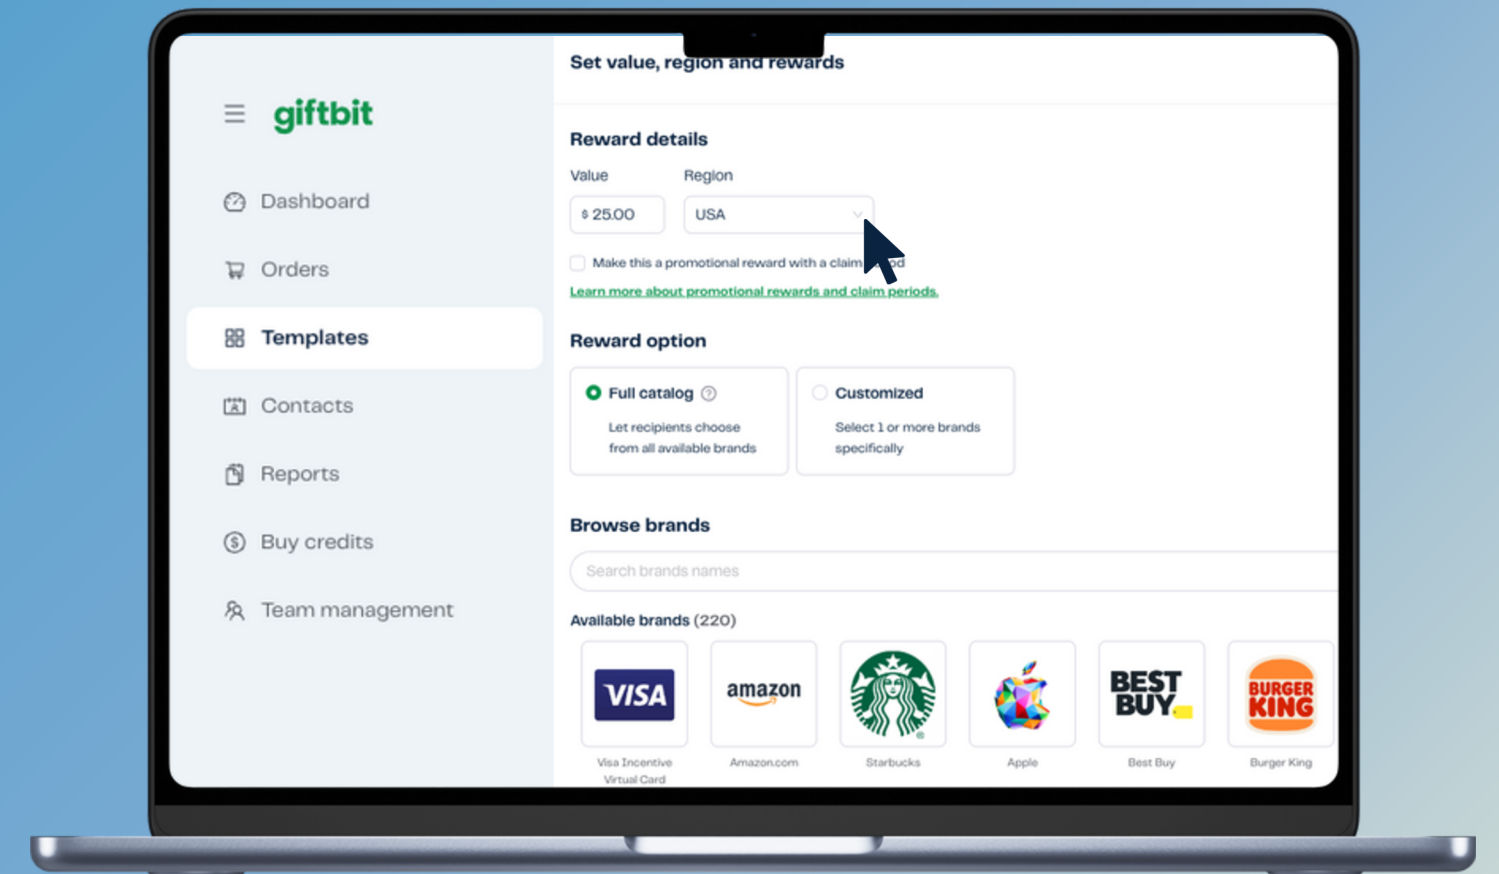 Set value, region and rewards
giftbit
Dashboard
Orders
Templates
Contacts
Reports
Buy credits
Team management
Reward details
Value
Region
$ 25.00
USA
Make this a promotional reward with a claim
Learn more about promotional rewards and claim periods.
Reward option
Full catalog ?
Let recipients choose
from all available brands
Customized
Select 1 or more brands
specifically
Browse brands
Search brands names
Available brands (220)
VISA
amazon
BEST
BUY
BURGER
KING
Visa Incentive
Virtual Card
Amazon.com
Starbucks
Apple
Best Buy
Burger King